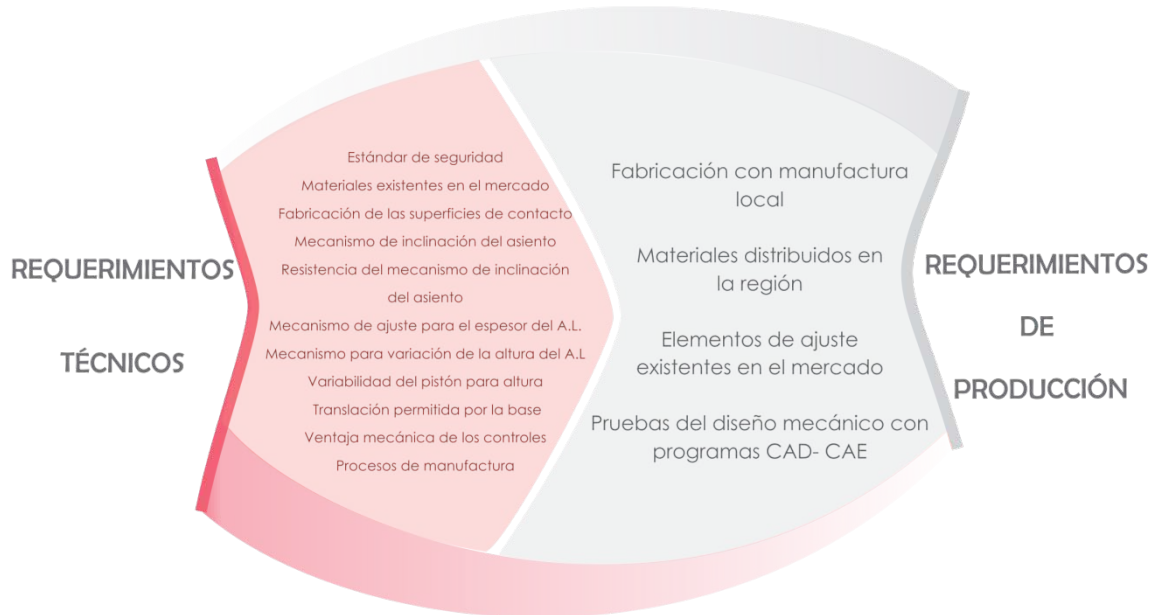 REQUERIMIENTOS
TÉCNICOS
Estándar de seguridad
Materiales existentes en el mercado
Fabricación de las superficies de contacto
Mecanismo de inclinación del asiento
Resistencia del mecanismo de inclinación
del asiento
Mecanismo de ajuste para el espesor del A.L.
Mecanismo para variación de la altura del A.L
Variabilidad del pistón para altura
Translación permitida por la base
Ventaja mecánica de los controles
Procesos de manufactura
Fabricación con manufactura
local
Materiales distribuidos en
la región
Elementos de ajuste
existentes en el mercado
Pruebas del diseño mecánico con
programas CAD- CAE
REQUERIMIENTOS
DE
PRODUCCIÓN